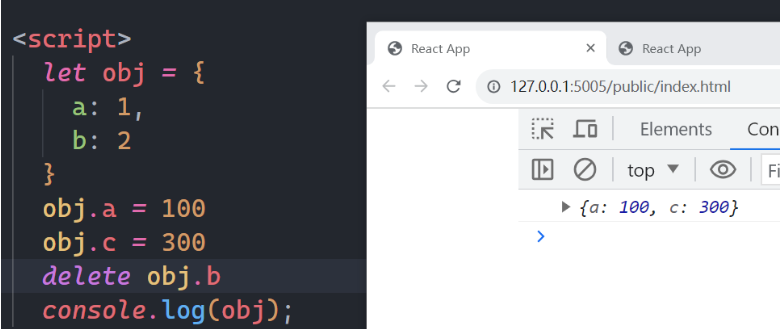 <script>
let obj = {
a: 1,
b: 2
}
obj.a = 100
obj.c = 300
delete obj.b
console.log(obj);
React App
React App
127.0.0.1:5005/public/index.html
Elements
Con
top
Fi
{a: 100, c: 300}